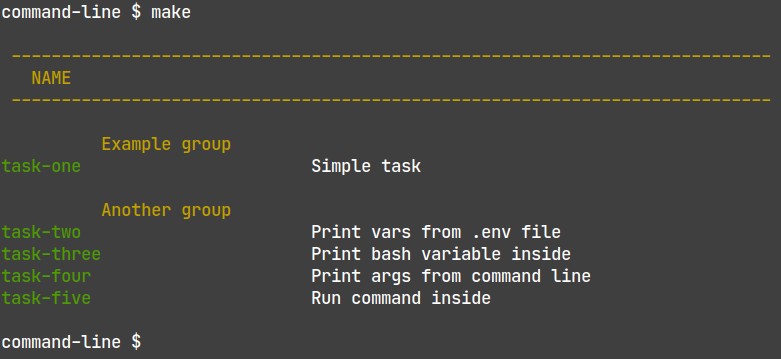 command-line $ make
----------------------------------------------------------------------------
NAME
----------------------------------------------------------------------------
Example group
task-one Simple task
Another group
task-two Print vars from .env file
task-three Print bash variable inside
task-four Print args from command line
task-five Run command inside
command-line $